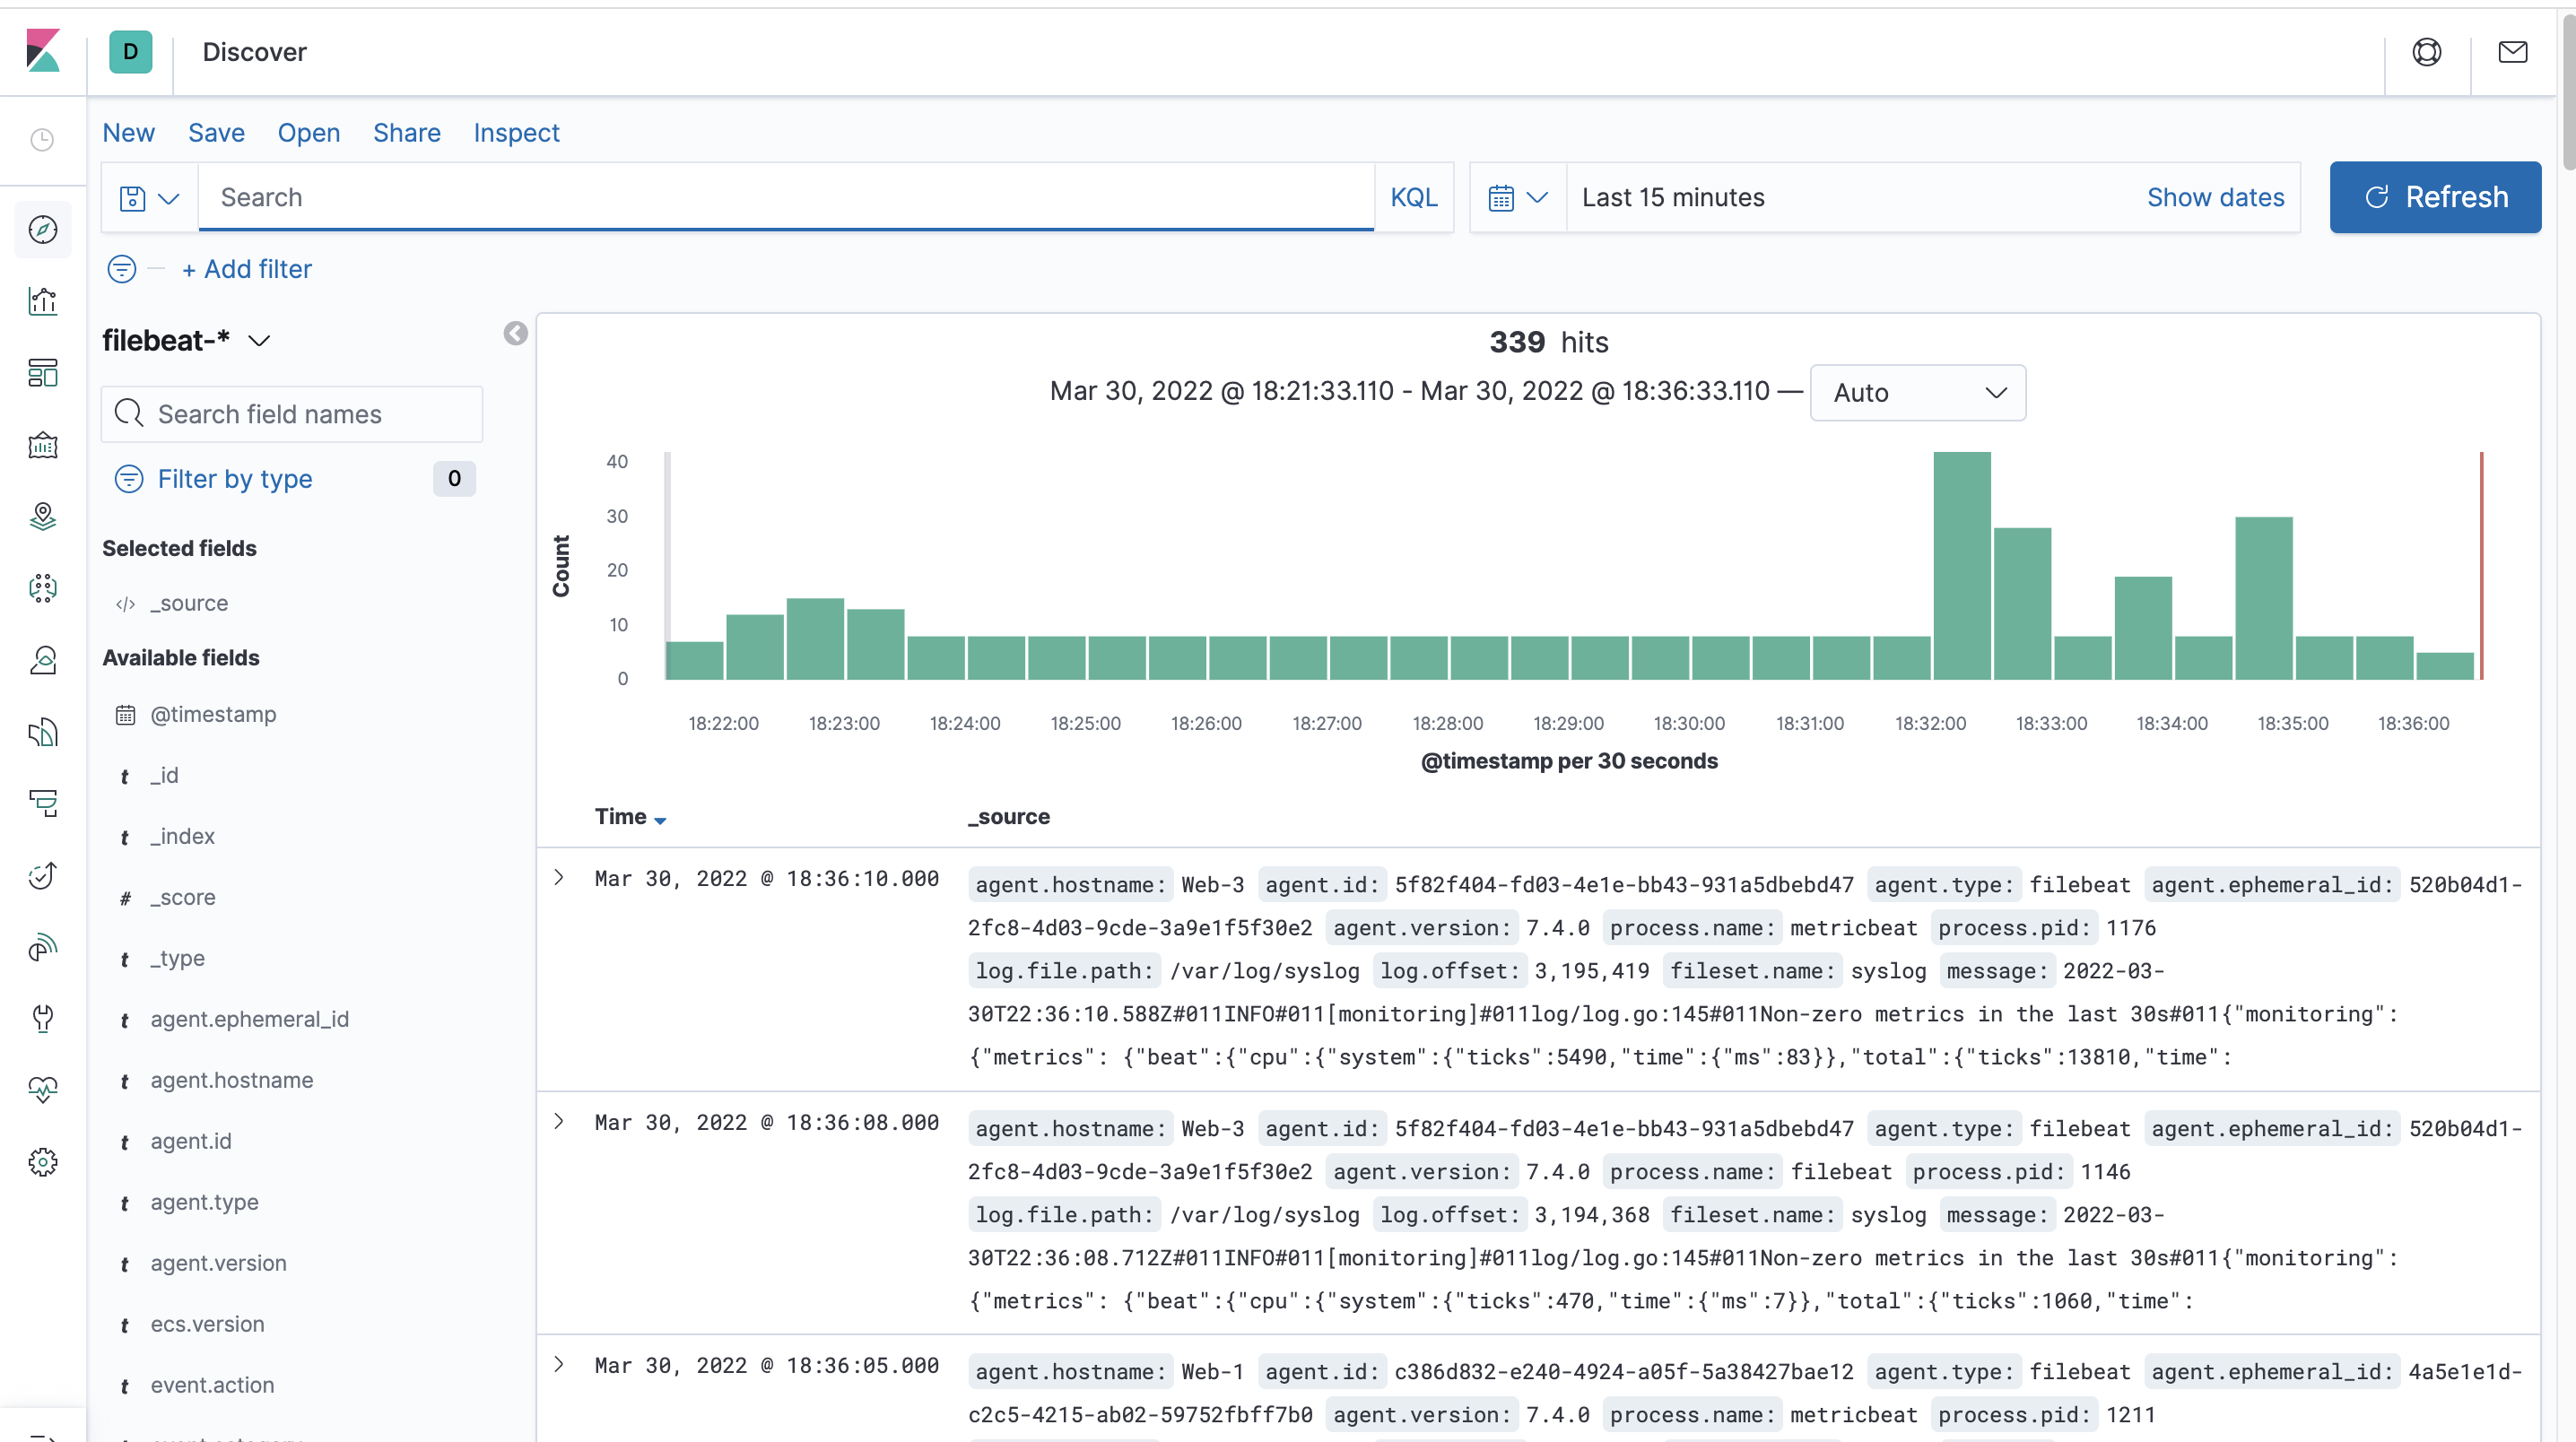 D
Discover
New Save Open Share Inspect
Search
KQL
Last 15 minutes
Show dates
Refresh
+ Add filter
filebeat-*
Search field names
Filter by type
0
Selected fields
</> _source
Available fields
@timestamp
t _id
t _index
# _score
t _type
t agent.ephemeral_id
t agent.hostname
t agent.id
t agent.type
t agent.version
t ecs.version
t event.action
339 hits
Mar 30, 2022 @ 18:21:33.110 - Mar 30, 2022 @ 18:36:33.110 —
Auto
Count
40
30
20
10
0
18:22:00 18:23:00 18:24:00 18:25:00 18:26:00 18:27:00 18:28:00 18:29:00 18:30:00 18:31:00 18:32:00 18:33:00 18:34:00 18:35:00 18:36:00
@timestamp per 30 seconds
Time _source
Mar 30, 2022 @ 18:36:10.000
agent.hostname: Web-3 agent.id: 5f82f404-fd03-4e1e-bb43-931a5dbebd47 agent.type: filebeat agent.ephemeral_id: 520b04d1-
2fc8-4d03-9cde-3a9e1f5f30e2 agent.version: 7.4.0 process.name: metricbeat process.pid: 1176
log.file.path: /var/log/syslog log.offset: 3,195,419 fileset.name: syslog message: 2022-03-
30T22:36:10.588Z#011INFO#011[monitoring]#011log/log.go:145#011Non-zero metrics in the last 30s#011{"monitoring":
{"metrics": {"beat":{"cpu":{"system":{"ticks":5490,"time":{"ms":83}},"total":{"ticks":13810,"time":
Mar 30, 2022 @ 18:36:08.000
agent.hostname: Web-3 agent.id: 5f82f404-fd03-4e1e-bb43-931a5dbebd47 agent.type: filebeat agent.ephemeral_id: 520b04d1-
2fc8-4d03-9cde-3a9e1f5f30e2 agent.version: 7.4.0 process.name: filebeat process.pid: 1146
log.file.path: /var/log/syslog log.offset: 3,194,368 fileset.name: syslog message: 2022-03-
30T22:36:08.712Z#011INFO#011[monitoring]#011log/log.go:145#011Non-zero metrics in the last 30s#011{"monitoring":
{"metrics": {"beat":{"cpu":{"system":{"ticks":470,"time":{"ms":7}},"total":{"ticks":1060,"time":
Mar 30, 2022 @ 18:36:05.000
agent.hostname: Web-1 agent.id: c386d832-e240-4924-a05f-5a38427bae12 agent.type: filebeat agent.ephemeral_id: 4a5e1e1d-
c2c5-4215-ab02-59752fbff7b0 agent.version: 7.4.0 process.name: metricbeat process.pid: 1211